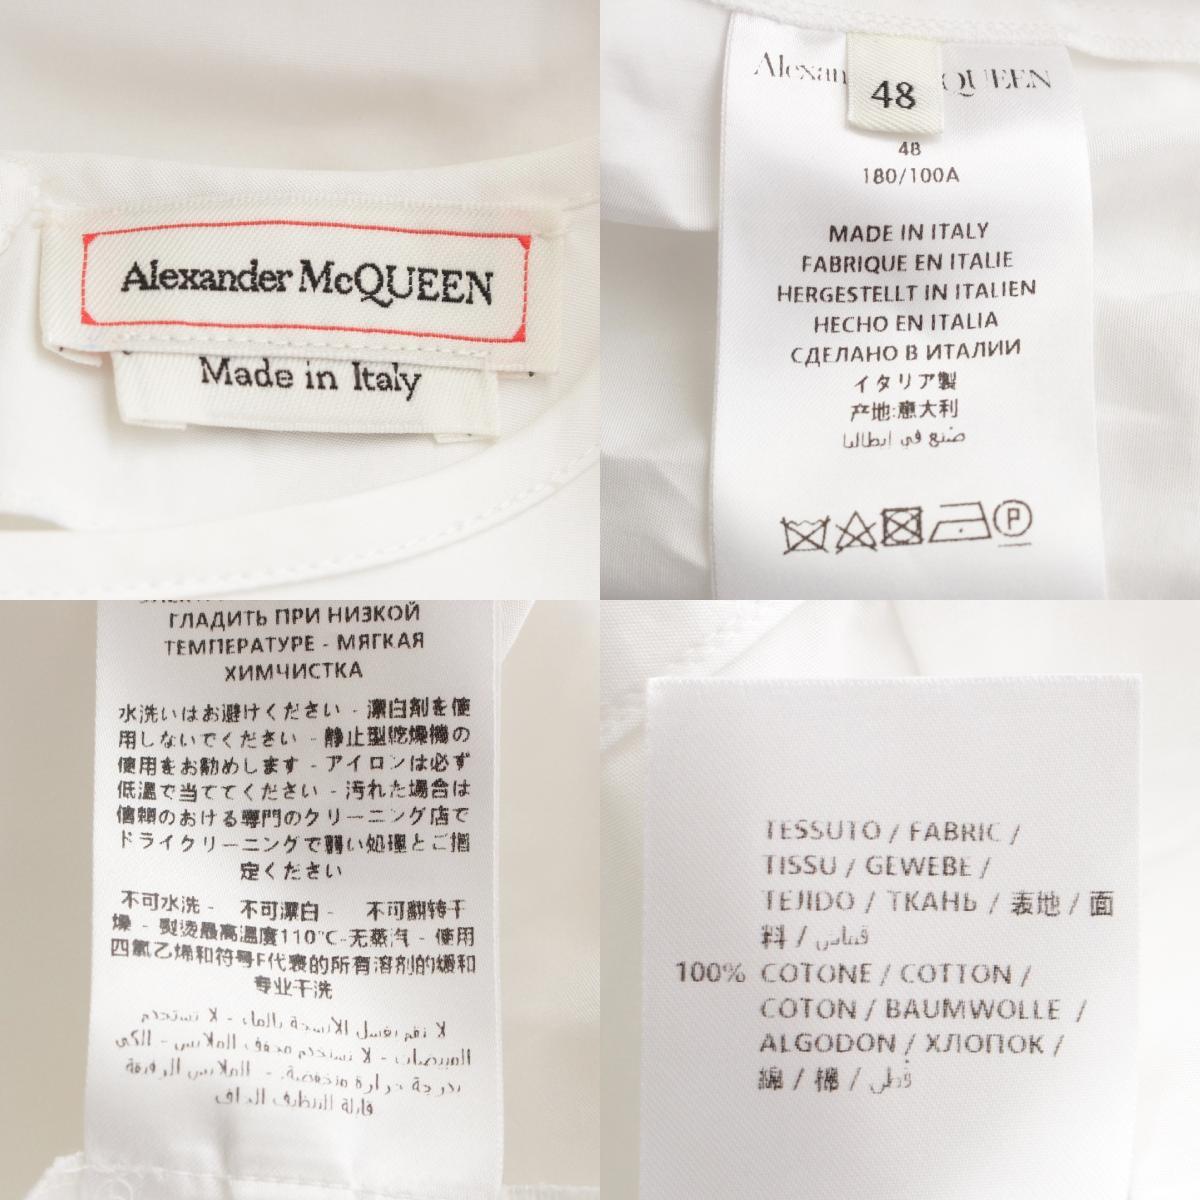 Alexander McQUEEN
Made in Italy
48
48
180/100A
MADE IN ITALY
FABRIQUE EN ITALIE
HERGESTELLT IN ITALIEN
HECHO EN ITALIA
СДЕЛАНО В ИТАЛИИ
イタリア製
产地:意大利
صنع في إيطاليا
P
ГЛАДИТЬ ПРИ НИЗКОЙ
ТЕМПЕРАТУРЕ - МЯГКАЯ
ХИМЧИСТКА
水洗いはお避けください - 漂白剤を使
用しないでください - 静止型乾燥機の
使用をお勧めします - アイロンは必ず
低温で当ててください - 汚れた場合は
信頼のおける専門のクリーニング店で
ドライクリーニングで弱い処理とご指
定ください
不可水洗 - 不可漂白 - 不可翻转干
燥 - 熨烫最高温度110°C-无蒸汽 - 使用
四氯乙烯和符号F代表的所有溶剂的缓和
专业干洗
TESSUTO / FABRIC /
TISSU / GEWEBE /
TEJIDO / ТКАНЬ / 表地 / 面
料 / قماش
100% COTONE / COTTON /
COTON / BAUMWOLLE /
ALGODON / ХЛОПОК /
綿 / 棉 / قطن